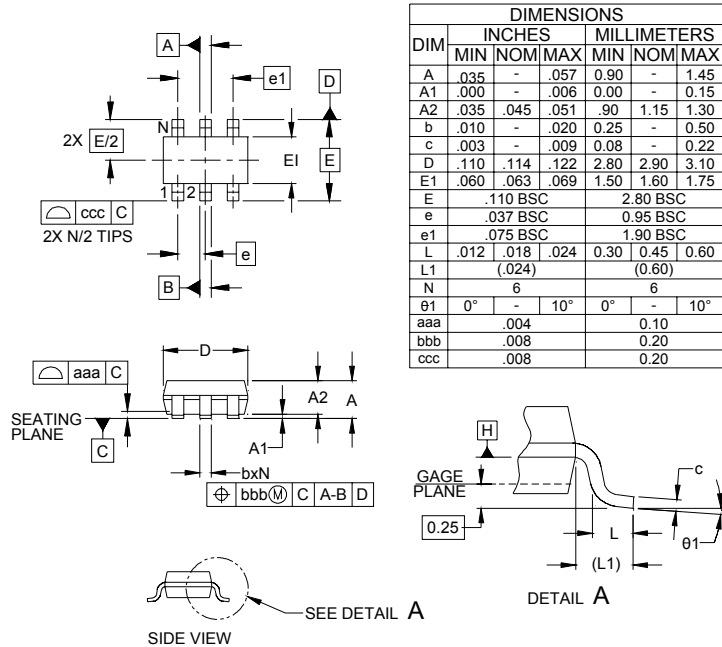 A
e1
D
N
2X E/2
EI
E
1 2
ccc C
2X N/2 TIPS
e
B
DIMENSIONS
DIM INCHES MILLIMETERS
MIN NOM MAX MIN NOM MAX
A .035 - .057 0.90 - 1.45
A1 .000 - .006 0.00 - 0.15
A2 .035 .045 .051 .90 1.15 1.30
b .010 - .020 0.25 - 0.50
c .003 - .009 0.08 - 0.22
D .110 .114 .122 2.80 2.90 3.10
E1 .060 .063 .069 1.50 1.60 1.75
E .110 BSC 2.80 BSC
e .037 BSC 0.95 BSC
e1 .075 BSC 1.90 BSC
L .012 .018 .024 0.30 0.45 0.60
L1 (.024) (0.60)
N 6 6
θ1 0° - 10° 0° - 10°
aaa .004 0.10
bbb .008 0.20
ccc .008 0.20
D
aaa C
A2 A
SEATING
PLANE
C
A1
bxN
⌖ bbbⓂ C A-B D
H
GAGE
PLANE
c
0.25
L
θ1
(L1)
DETAIL A
SEE DETAIL A
SIDE VIEW